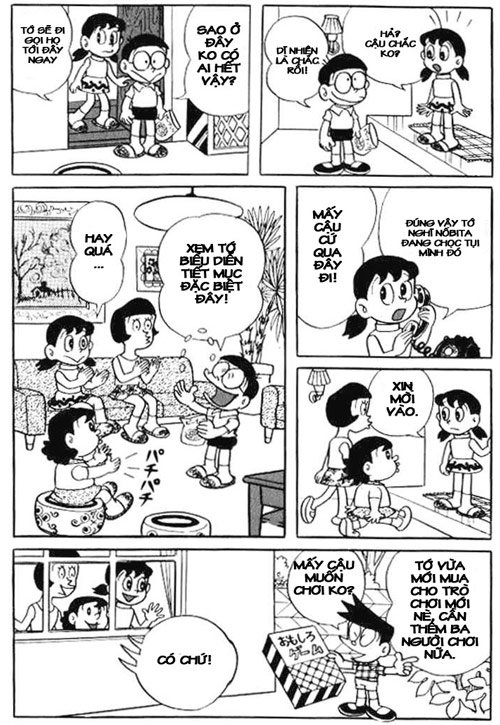 HẢ?
CẬU CHẮC
KO?
DĨ NHIÊN
LÀ CHẮC
RỒI!
SAO Ở
ĐÂY
KO CÓ
AI HẾT
VẬY?
TỚ SẼ ĐI
GỌI HỌ
TỚI ĐÂY
NGAY
ĐÚNG VẬY TỚ
NGHĨ NÔBITA
ĐANG CHỌC TỤI
MÌNH ĐÓ
MẤY
CẬU
CỨ
QUA
ĐÂY
ĐI!
XIN
MỜI
VÀO.
XEM TỚ
BIỂU DIỄN
TIẾT MỤC
ĐẶC BIỆT
ĐÂY!
HAY
QUÁ
...
パチパチ
TỚ VỪA
MỚI MUA
CHO TRÒ
CHƠI MỚI
NÈ, CẦN
THÊM BA
NGƯỜI CHƠI
NỮA.
MẤY CẬU
MUỐN
CHƠI KO?
おもしろ
ゲーム
CÓ CHỨ!